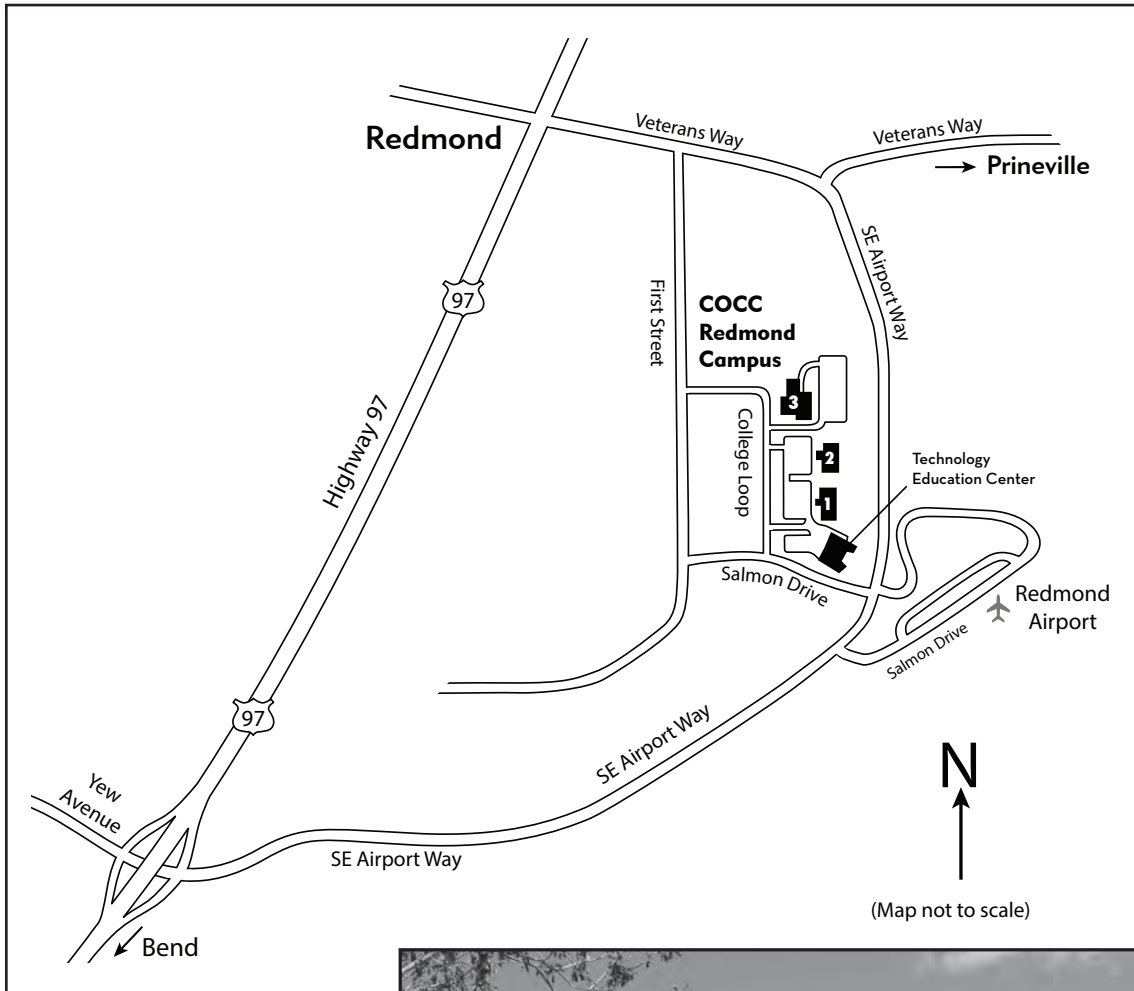 Redmond
Veterans Way
Veterans Way
Prineville
97
SE Airport Way
First Street
COCC
Redmond
Campus
3
Highway 97
College Loop
2
Technology
Education Center
1
Salmon Drive
Redmond
Airport
Salmon Drive
97
SE Airport Way
N
Yew
Avenue
SE Airport Way
(Map not to scale)
Bend